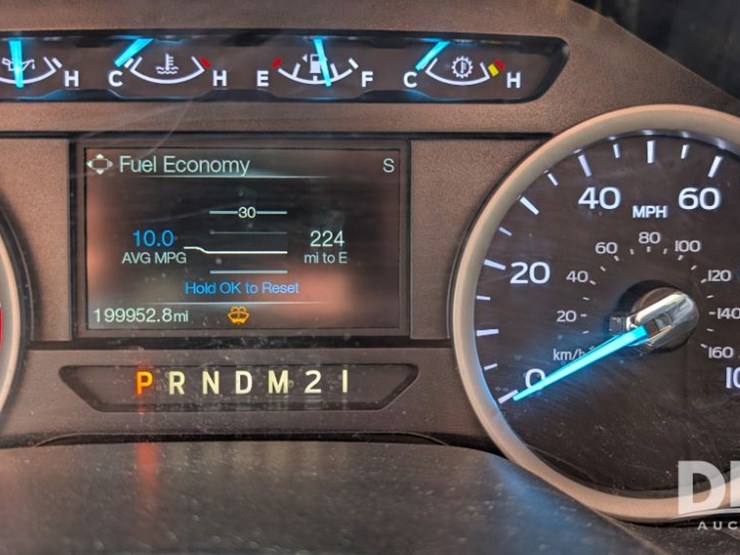 H C H E F C H
Fuel Economy S
30
10.0
AVG MPG
224
mi to E
Hold OK to Reset
199952.8mi
P R N D M 2 1
0 20 40 60
MPH
20 40 60 80 100 120 140 160
km/h
AUC